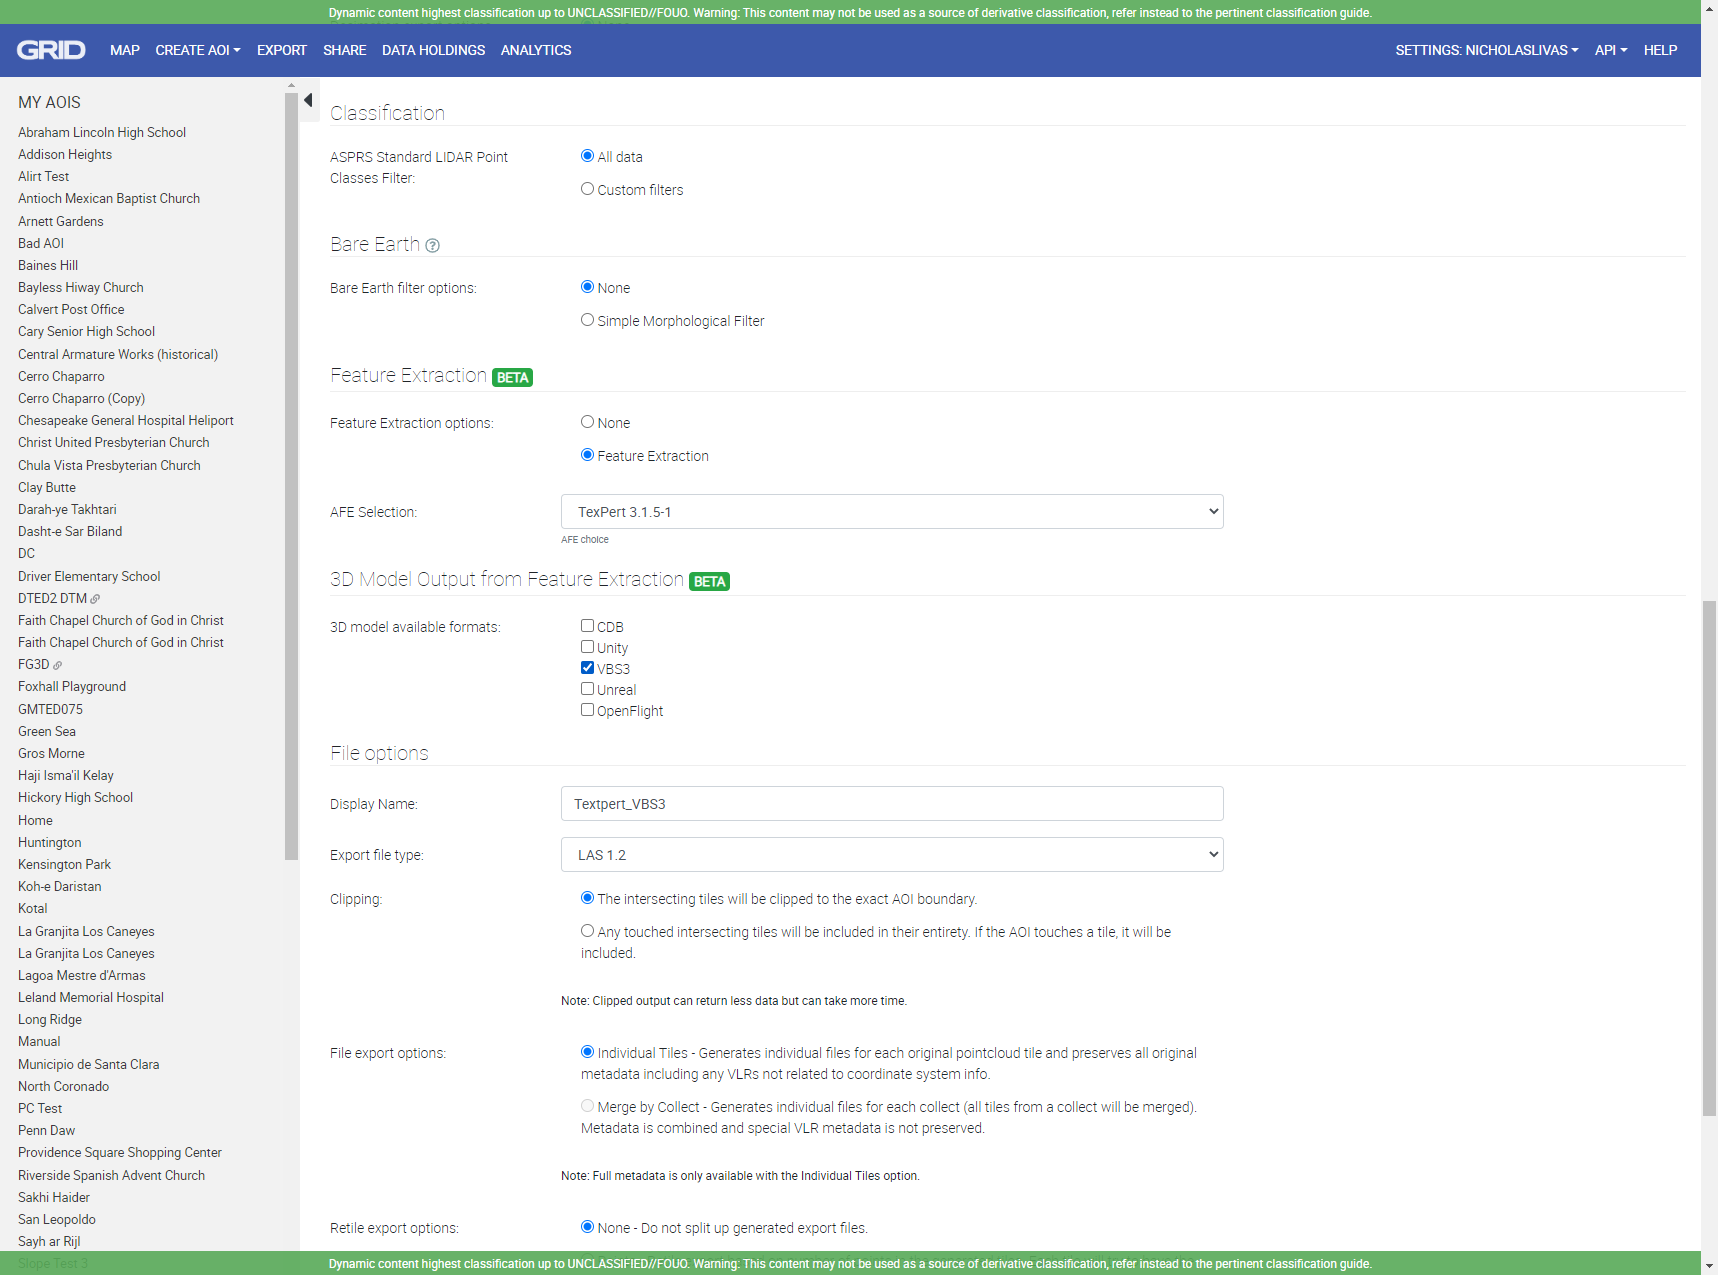 Dynamic content highest classification up to UNCLASSIFIED//FOUO. Warning: This content may not be used as a source of derivative classification, refer instead to the pertinent classification guide.
GRID MAP CREATE AOI EXPORT SHARE DATA HOLDINGS ANALYTICS SETTINGS: NICHOLASLIVAS API HELP
MY AOIS
Abraham Lincoln High School
Addison Heights
Alirt Test
Antioch Mexican Baptist Church
Arnett Gardens
Bad AOI
Baines Hill
Bayless Hiway Church
Calvert Post Office
Cary Senior High School
Central Armature Works (historical)
Cerro Chaparro
Cerro Chaparro (Copy)
Chesapeake General Hospital Heliport
Christ United Presbyterian Church
Chula Vista Presbyterian Church
Clay Butte
Darah-ye Takhtari
Dasht-e Sar Biland
DC
Driver Elementary School
DTED2 DTM
Faith Chapel Church of God in Christ
Faith Chapel Church of God in Christ
FG3D
Foxhall Playground
GMTED075
Green Sea
Gros Morne
Haji Isma'il Kelay
Hickory High School
Home
Huntington
Kensington Park
Koh-e Daristan
Kotal
La Granjita Los Caneyes
La Granjita Los Caneyes
Lagoa Mestre d'Armas
Leland Memorial Hospital
Long Ridge
Manual
Municipio de Santa Clara
North Coronado
PC Test
Penn Daw
Providence Square Shopping Center
Riverside Spanish Advent Church
Sakhi Haider
San Leopoldo
Sayh ar Rijl
Slope Test 3
Classification
ASPRS Standard LIDAR Point
Classes Filter:
All data
Custom filters
Bare Earth ?
Bare Earth filter options:
None
Simple Morphological Filter
Feature Extraction BETA
Feature Extraction options:
None
Feature Extraction
AFE Selection:
TexPert 3.1.5-1
AFE choice
3D Model Output from Feature Extraction BETA
3D model available formats:
CDB
Unity
VBS3
Unreal
OpenFlight
File options
Display Name:
Textpert_VBS3
Export file type:
LAS 1.2
Clipping:
The intersecting tiles will be clipped to the exact AOI boundary.
Any touched intersecting tiles will be included in their entirety. If the AOI touches a tile, it will be
included.
Note: Clipped output can return less data but can take more time.
File export options:
Individual Tiles - Generates individual files for each original pointcloud tile and preserves all original
metadata including any VLRs not related to coordinate system info.
Merge by Collect - Generates individual files for each collect (all tiles from a collect will be merged).
Metadata is combined and special VLR metadata is not preserved.
Note: Full metadata is only available with the Individual Tiles option.
Retile export options:
None - Do not split up generated export files.
Dynamic content highest classification up to UNCLASSIFIED//FOUO. Warning: This content may not be used as a source of derivative classification, refer instead to the pertinent classification guide.